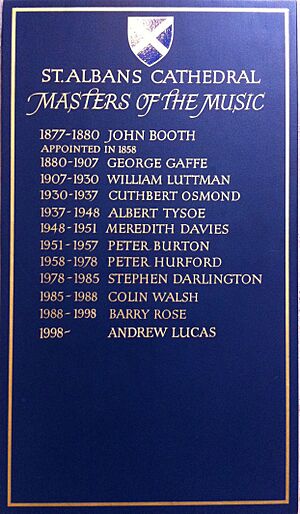 ST. ALBANS CATHEDRAL
MASTERS OF THE MUSIC
1877-1880 JOHN BOOTH
APPOINTED IN 1858
1880-1907 GEORGE GAFFE
1907-1930 WILLIAM LUTTMAN
1930-1937 CUTHBERT OSMOND
1937-1948 ALBERT TYSOE
1948-1951 MEREDITH DAVIES
1951-1957 PETER BURTON
1958-1978 PETER HURFORD
1978-1985 STEPHEN DARLINGTON
1985-1988 COLIN WALSH
1988-1998 BARRY ROSE
1998- ANDREW LUCAS